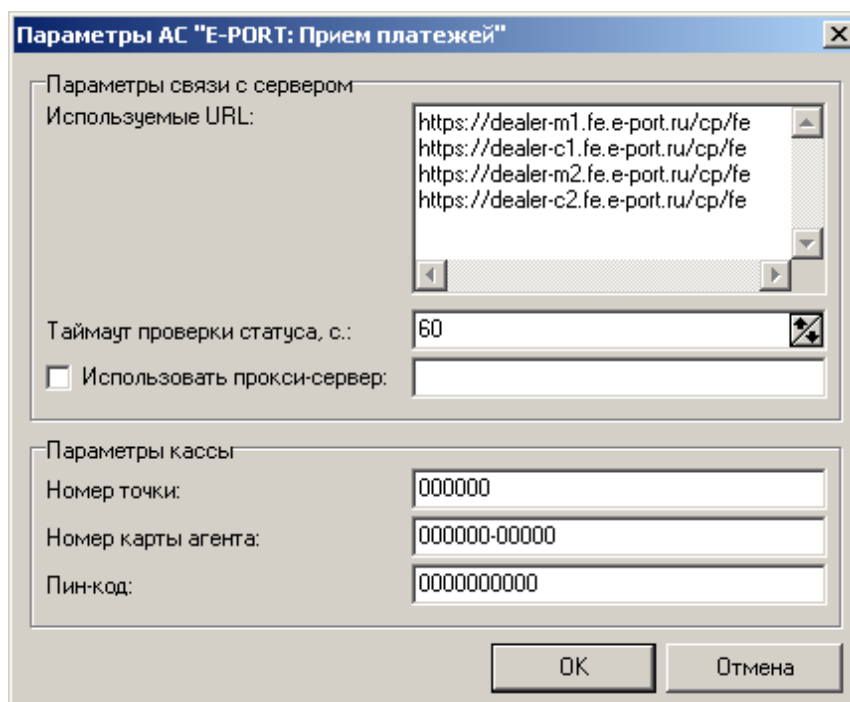 Параметры АС "E-PORT: Прием платежей"
Параметры связи с сервером
Используемые URL:
https://dealer-m1.fe.e-port.ru/cp/fe
https://dealer-c1.fe.e-port.ru/cp/fe
https://dealer-m2.fe.e-port.ru/cp/fe
https://dealer-c2.fe.e-port.ru/cp/fe
Таймаут проверки статуса, с.: 60
Использовать прокси-сервер:
Параметры кассы
Номер точки: 000000
Номер карты агента: 000000-00000
Пин-код: 0000000000
OK Отмена